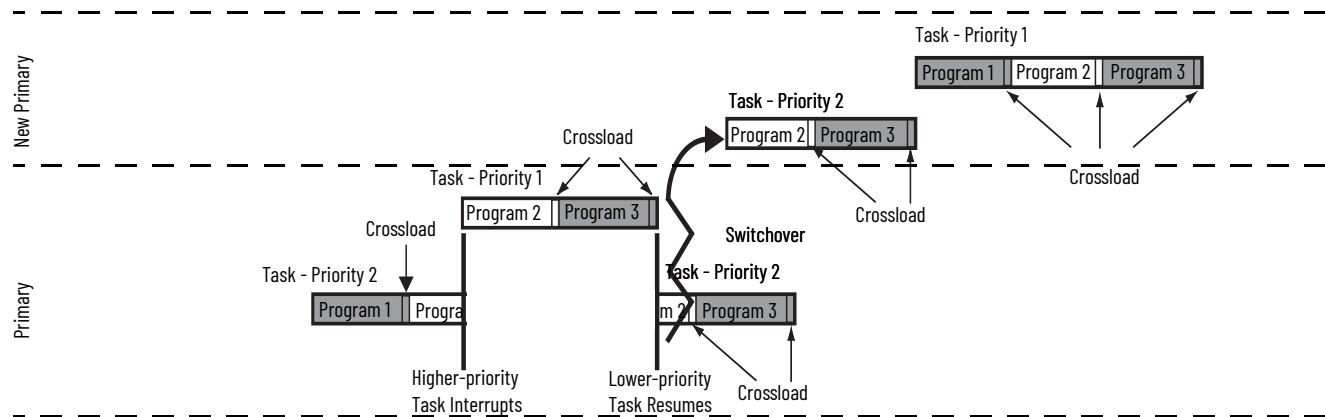 Task - Priority 1
Program 1 Program 2 Program 3
New Primary
Task - Priority 2
Program 2 Program 3
Crossload
Crossload
Task - Priority 1
Program 2 Program 3
Crossload
Crossload
Switchover
Task - Priority 2
Task - Priority 2
Primary
Program 1 Progra
m 2 Program 3
Higher-priority
Task Interrupts
Lower-priority
Task Resumes
Crossload